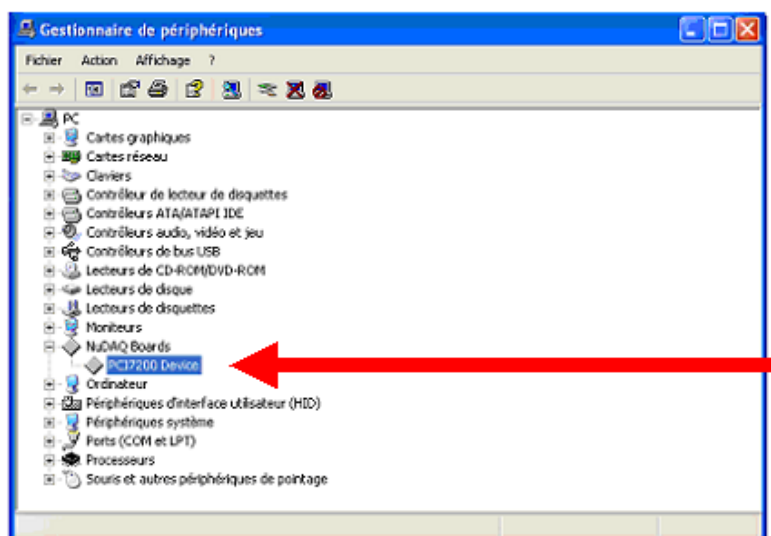 Gestionnaire de périphériques
Fichier Action Affichage ?
PC
Cartes graphiques
Cartes réseau
Claviers
Contrôleur de lecteur de disquettes
Contrôleurs ATA/ATAPI IDE
Contrôleurs audio, vidéo et jeu
Contrôleurs de bus USB
Lecteurs de CD-ROM/DVD-ROM
Lecteurs de disque
Lecteurs de disquettes
Moniteurs
NuDAQ Boards
PCI7200 Device
Ordinateur
Périphériques d'interface utilisateur (HID)
Périphériques système
Ports (COM et LPT)
Processeurs
Souris et autres périphériques de pointage